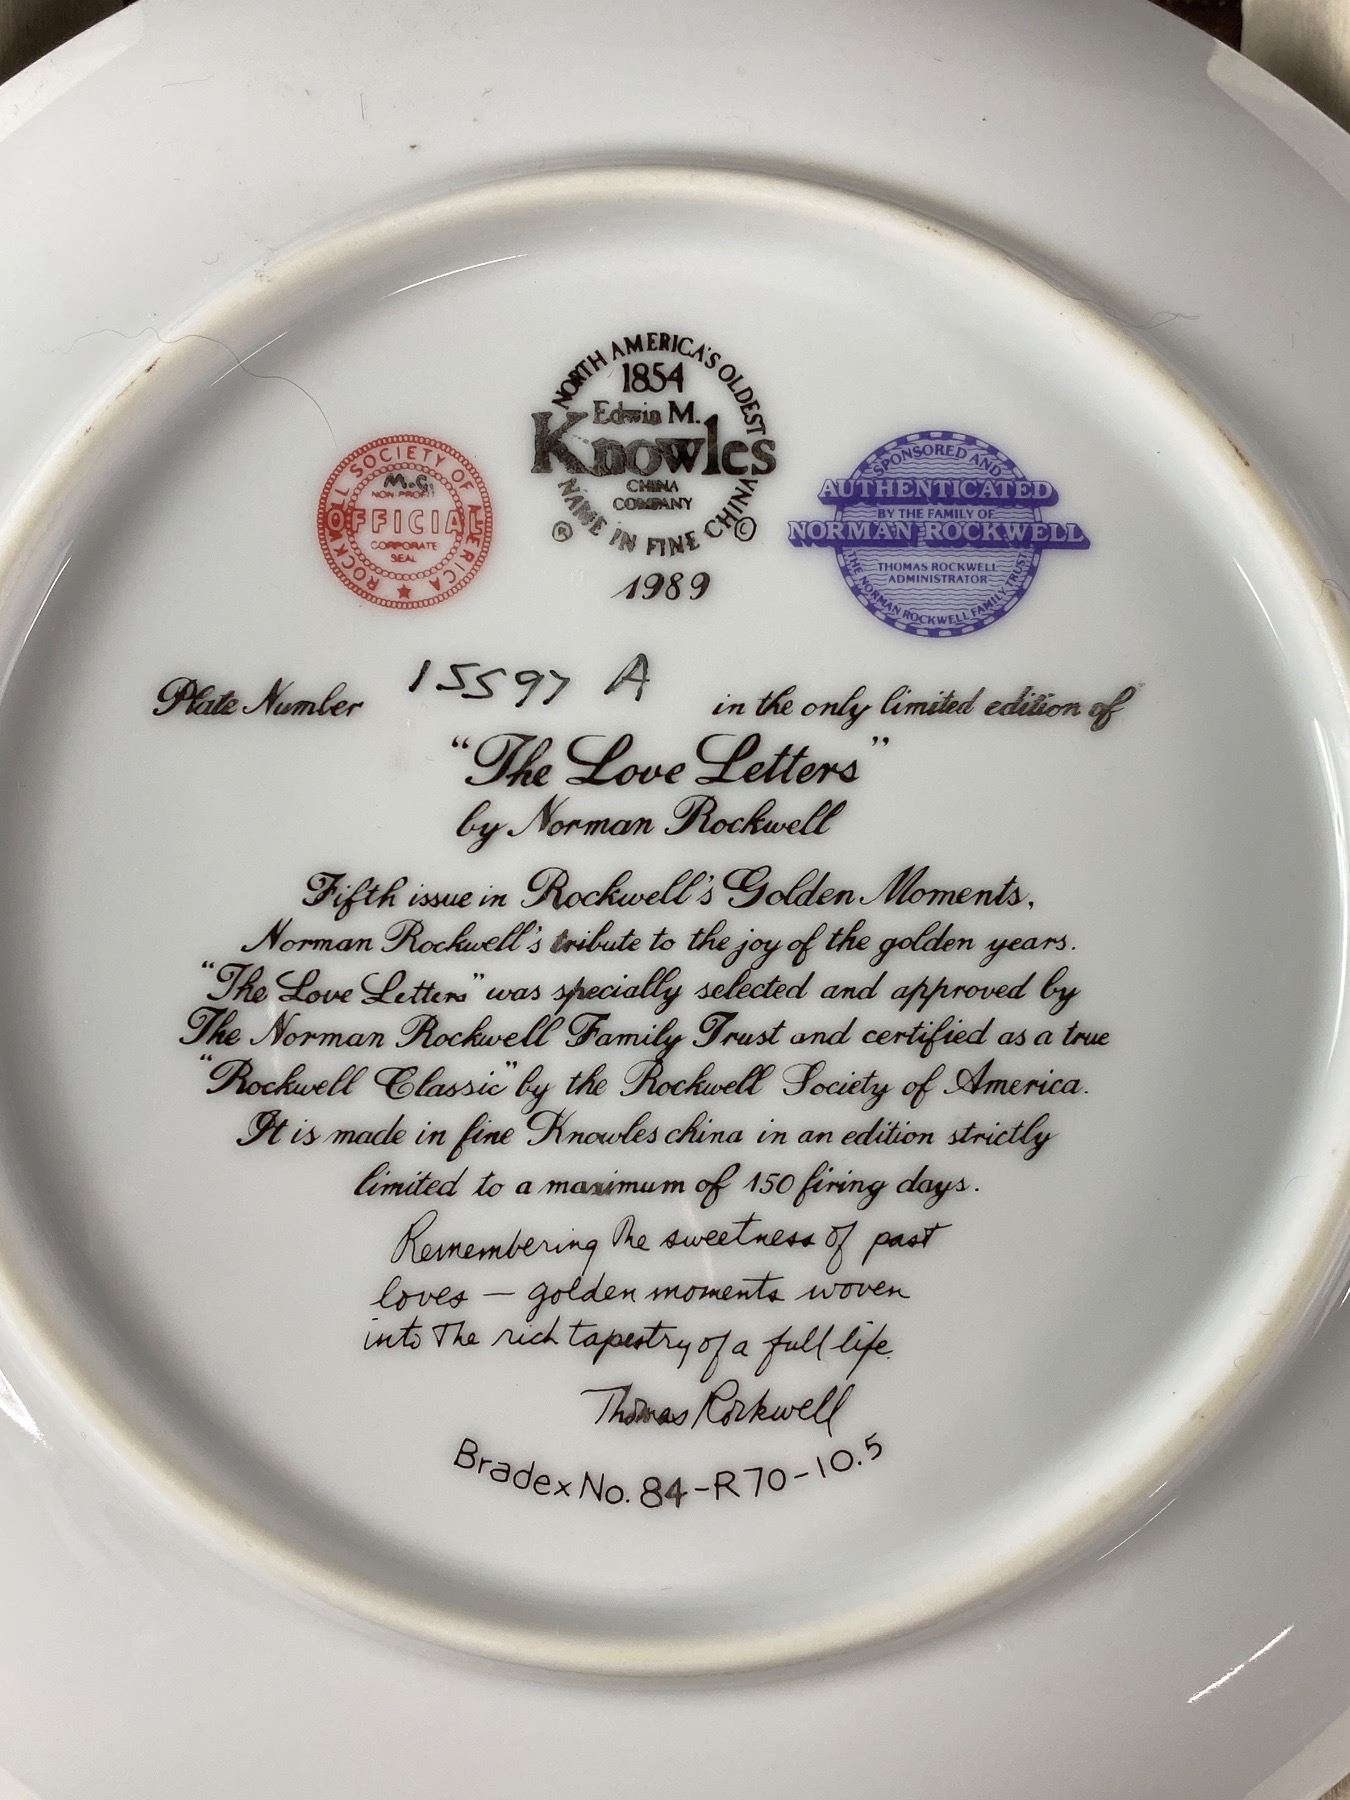 NORTH AMERICA'S OLDEST
1854
Edwin M.
Knowles
CHINA
COMPANY
NAME IN FINE CHINA
® ©
1989
ROCKWELL SOCIETY OF AMERICA
M.G.
NON PROFIT
OFFICIAL
CORPORATE
SEAL
SPONSORED AND
AUTHENTICATED
BY THE FAMILY OF
NORMAN ROCKWELL
THOMAS ROCKWELL
ADMINISTRATOR
THE NORMAN ROCKWELL FAMILY TRUST
Plate Number 15597 A in the only limited edition of
"The Love Letters"
by Norman Rockwell
Fifth issue in Rockwell's Golden Moments,
Norman Rockwell's tribute to the joy of the golden years.
"The Love Letters" was specially selected and approved by
The Norman Rockwell Family Trust and certified as a true
"Rockwell Classic" by the Rockwell Society of America.
It is made in fine Knowles china in an edition strictly
limited to a maximum of 150 firing days.
Remembering the sweetness of past
loves — golden moments woven
into the rich tapestry of a full life.
Thomas Rockwell
Bradex No. 84-R70-10.5